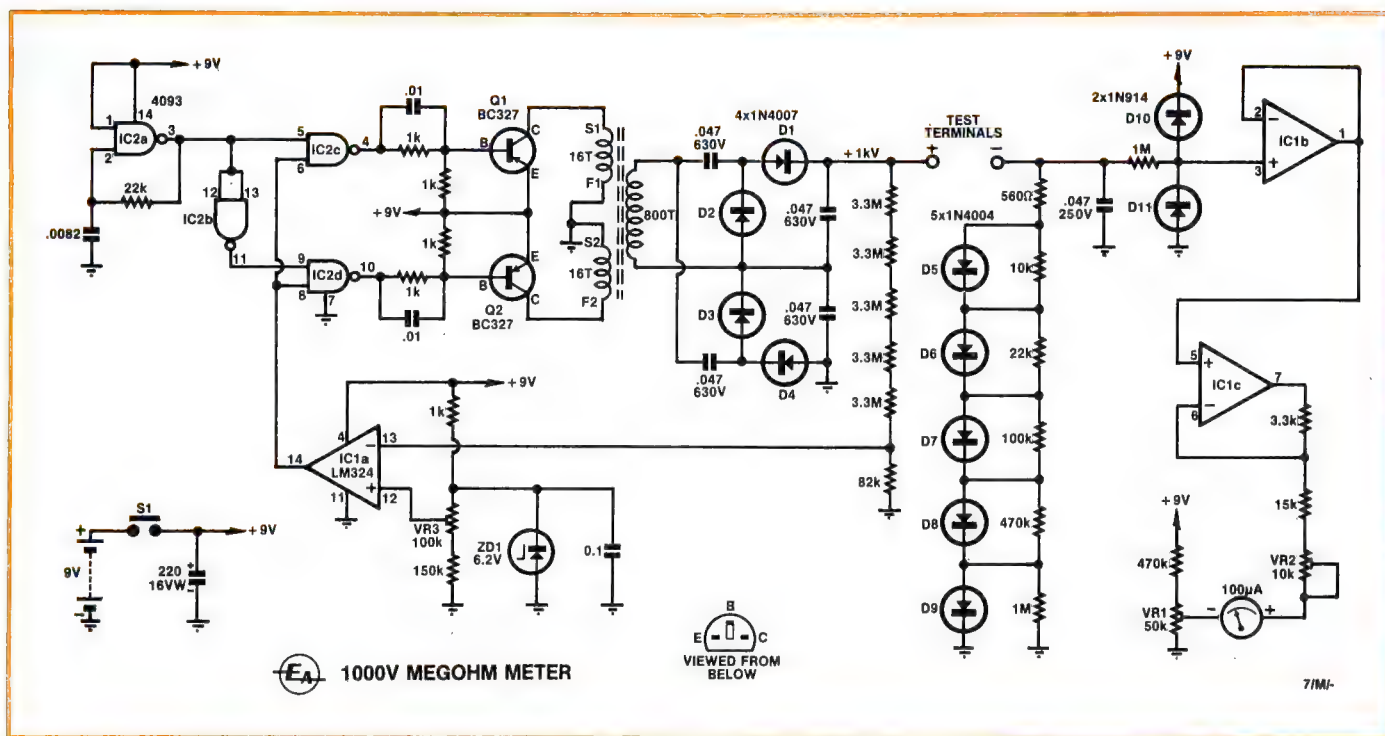 +9V
4093
14
1
2
3
IC2a
22k
.0082
12
13
IC2b
11
5
6
4
IC2c
9
8
10
IC2d
7
.01
1k
1k
+9V
1k
1k
.01
Q1
BC327
B
C
E
Q2
BC327
B
E
C
S1
16T
F1
S2
16T
F2
800T
.047
630V
4x1N4007
D1
D2
D3
D4
.047
630V
.047
630V
.047
630V
+1kV
3.3M
3.3M
3.3M
3.3M
3.3M
82k
TEST
TERMINALS
+
−
560Ω
5x1N4004
D5
10k
D6
22k
D7
100k
D8
470k
D9
1M
.047
250V
1M
+9V
2x1N914
D10
D11
2
−
3
+
IC1b
1
5
+
6
−
IC1c
7
3.3k
15k
VR2
10k
+9V
470k
VR1
50k
100µA
−
+
+9V
1k
4
14
IC1a
LM324
11
13
−
12
+
VR3
100k
150k
ZD1
6.2V
0.1
S1
+9V
+
9V
−
220
16VW
+
−
B
E
C
VIEWED FROM
BELOW
EA
1000V MEGOHM METER
7/M/-